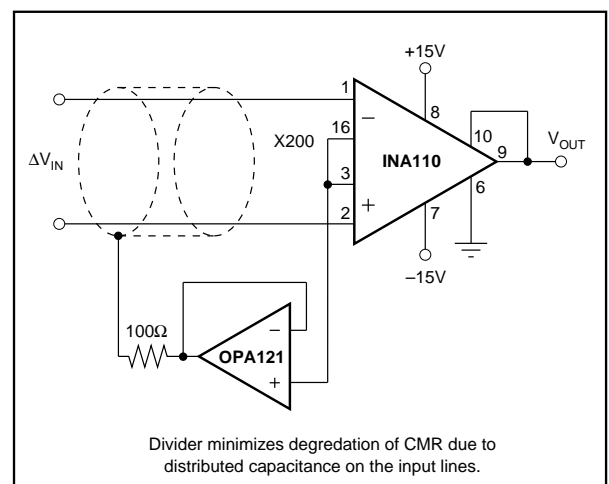 +15V
1
8
16
X200
10
V_OUT
ΔV_IN
INA110
9
3
6
2
7
–15V
100Ω
OPA121
Divider minimizes degredation of CMR due to
distributed capacitance on the input lines.